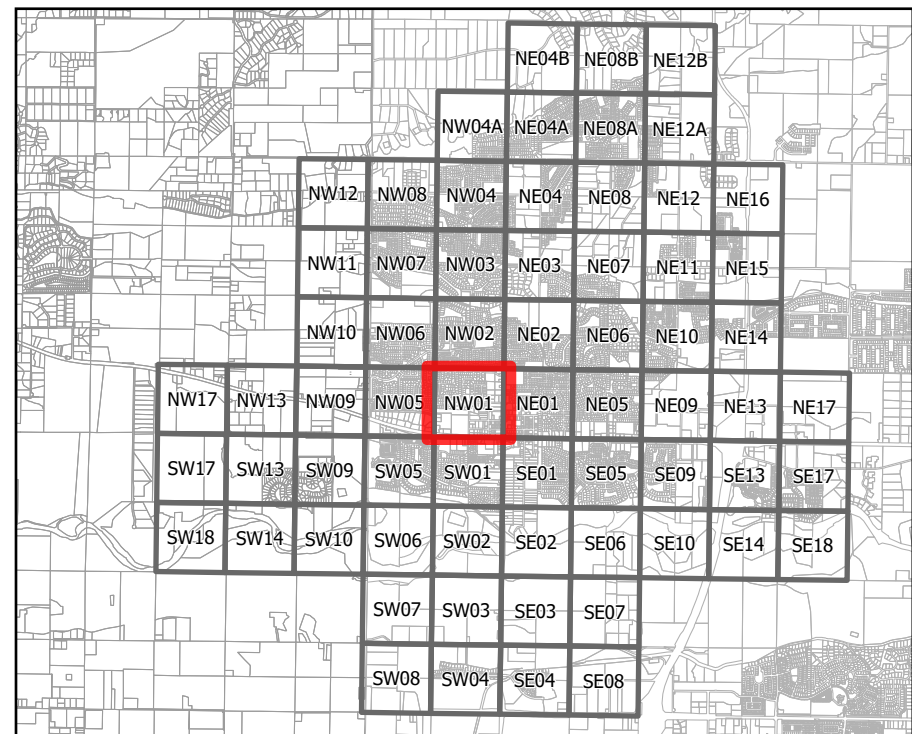 NE04B NE08B NE12B
NW04A NE04A NE08A NE12A
NW12 NW08 NW04 NE04 NE08 NE12 NE16
NW11 NW07 NW03 NE03 NE07 NE11 NE15
NW10 NW06 NW02 NE02 NE06 NE10 NE14
NW17 NW13 NW09 NW05 NW01 NE01 NE05 NE09 NE13 NE17
SW17 SW13 SW09 SW05 SW01 SE01 SE05 SE09 SE13 SE17
SW18 SW14 SW10 SW06 SW02 SE02 SE06 SE10 SE14 SE18
SW07 SW03 SE03 SE07
SW08 SW04 SE04 SE08